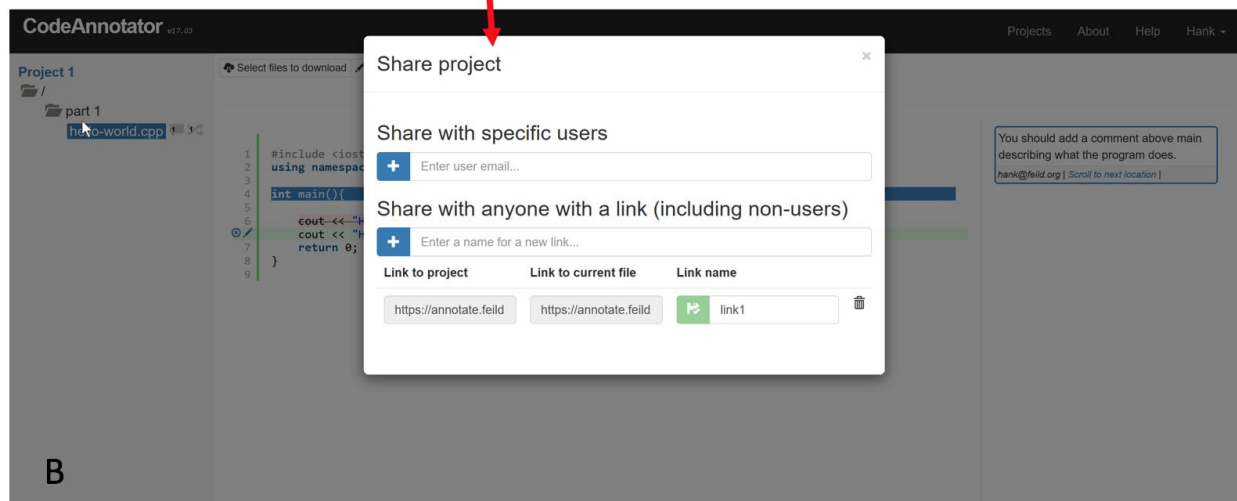 CodeAnnotator v17.03
Projects About Help Hank
Project 1
/
part 1
hello-world.cpp 1 1
Select files to download
Share project
×
Share with specific users
+ Enter user email...
Share with anyone with a link (including non-users)
+ Enter a name for a new link...
Link to project Link to current file Link name
https://annotate.feild https://annotate.feild link1
1 #include <iost
2 using namespac
3
4 int main(){
5
6 cout << "H
cout << "H
7 return 0;
8 }
9
You should add a comment above main
describing what the program does.
hank@feild.org | Scroll to next location |
B